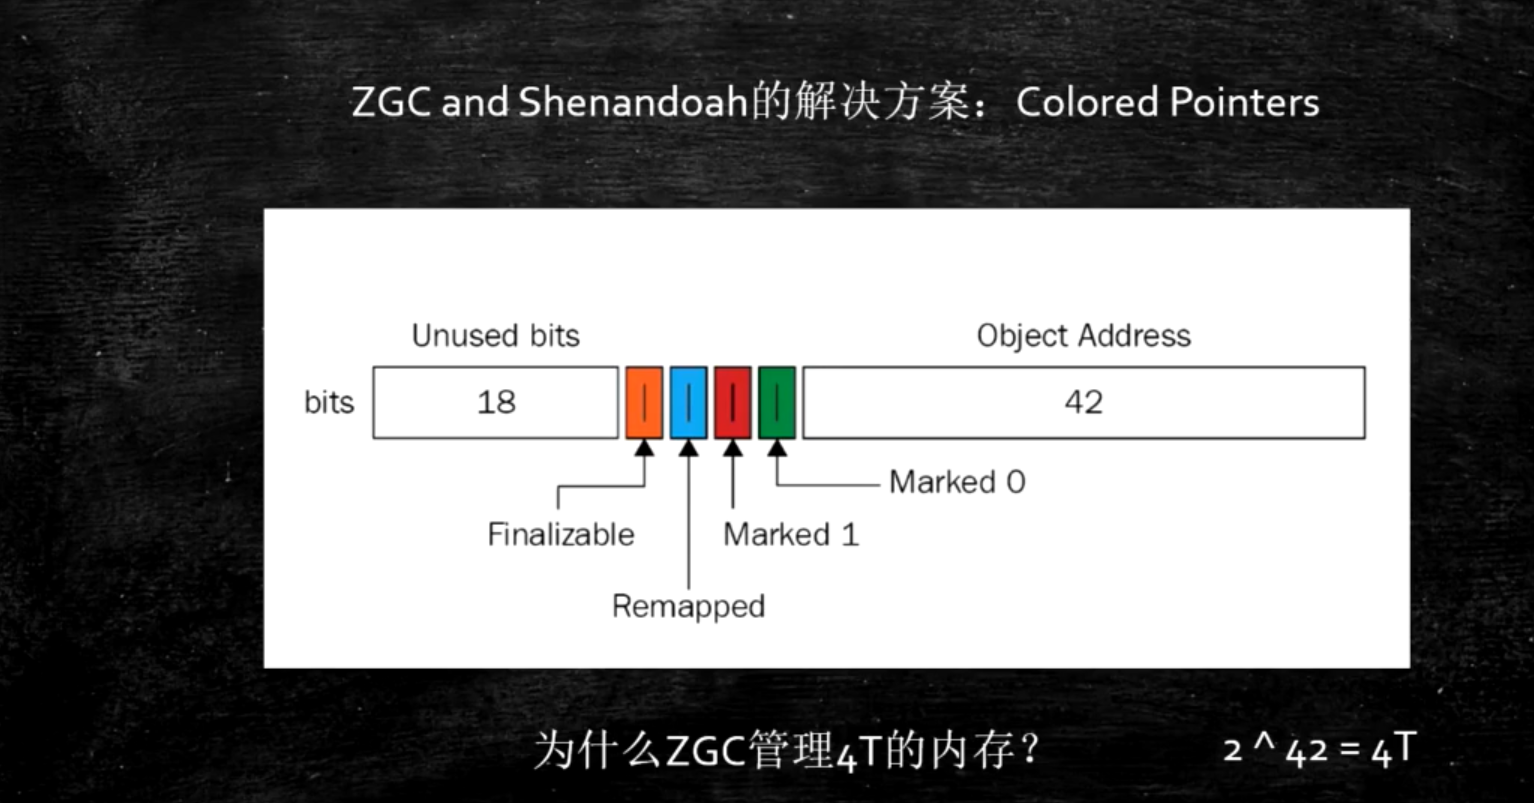 ZGC and Shenandoah的解决方案： Colored Pointers
Unused bits
Object Address
bits
18
42
Marked 0
Finalizable
Marked 1
Remapped
为什么ZGC管理4T的内存？
2 ^ 42 = 4T